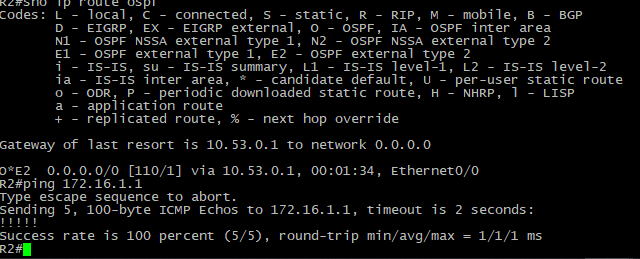 R2#sho ip route ospf
Codes: L - local, C - connected, S - static, R - RIP, M - mobile, B - BGP
D - EIGRP, EX - EIGRP external, O - OSPF, IA - OSPF inter area
N1 - OSPF NSSA external type 1, N2 - OSPF NSSA external type 2
E1 - OSPF external type 1, E2 - OSPF external type 2
i - IS-IS, su - IS-IS summary, L1 - IS-IS level-1, L2 - IS-IS level-2
ia - IS-IS inter area, * - candidate default, U - per-user static route
o - ODR, P - periodic downloaded static route, H - NHRP, l - LISP
a - application route
+ - replicated route, % - next hop override
Gateway of last resort is 10.53.0.1 to network 0.0.0.0
O*E2 0.0.0.0/0 [110/1] via 10.53.0.1, 00:01:34, Ethernet0/0
R2#ping 172.16.1.1
Type escape sequence to abort.
Sending 5, 100-byte ICMP Echos to 172.16.1.1, timeout is 2 seconds:
!!!!!
Success rate is 100 percent (5/5), round-trip min/avg/max = 1/1/1 ms
R2#